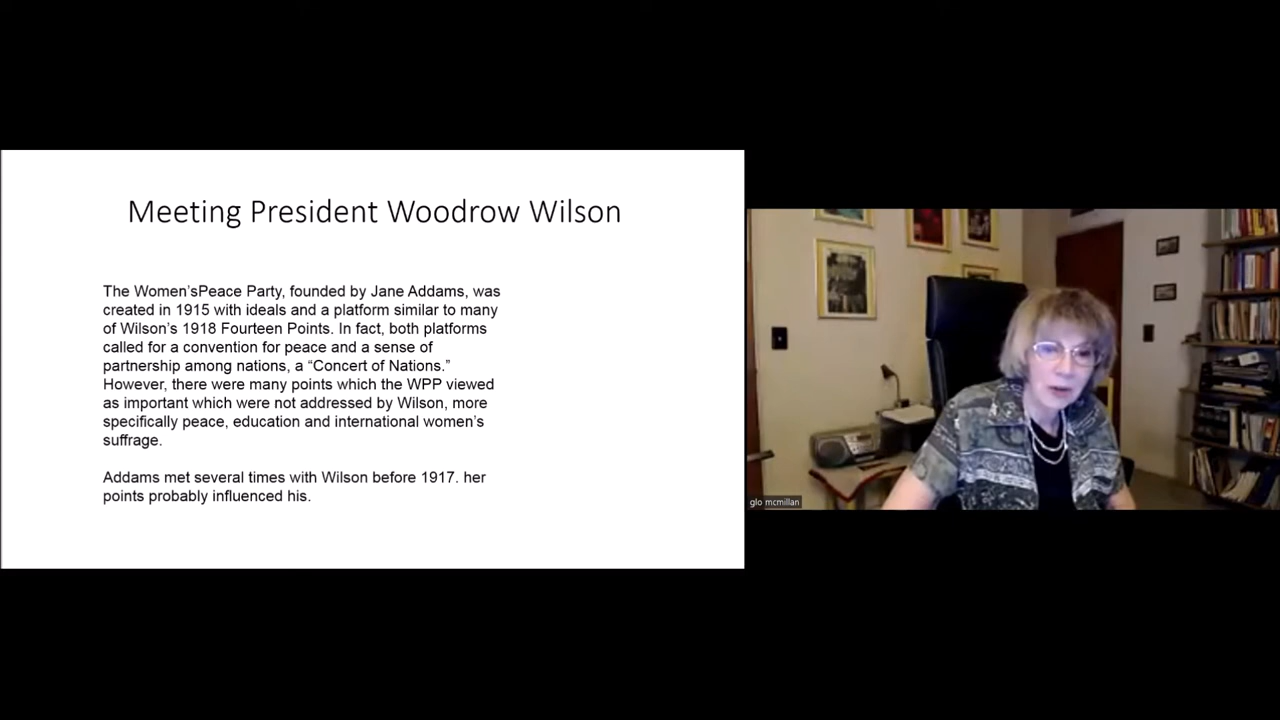 Meeting President Woodrow Wilson
The Women'sPeace Party, founded by Jane Addams, was
created in 1915 with ideals and a platform similar to many
of Wilson's 1918 Fourteen Points. In fact, both platforms
called for a convention for peace and a sense of
partnership among nations, a “Concert of Nations.”
However, there were many points which the WPP viewed
as important which were not addressed by Wilson, more
specifically peace, education and international women's
suffrage.
Addams met several times with Wilson before 1917. her
points probably influenced his.
glo mcmillan